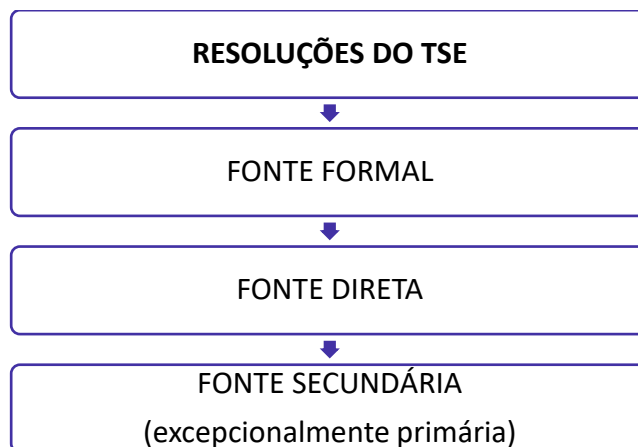 RESOLUÇÕES DO TSE
FONTE FORMAL
FONTE DIRETA
FONTE SECUNDÁRIA
(excepcionalmente primária)